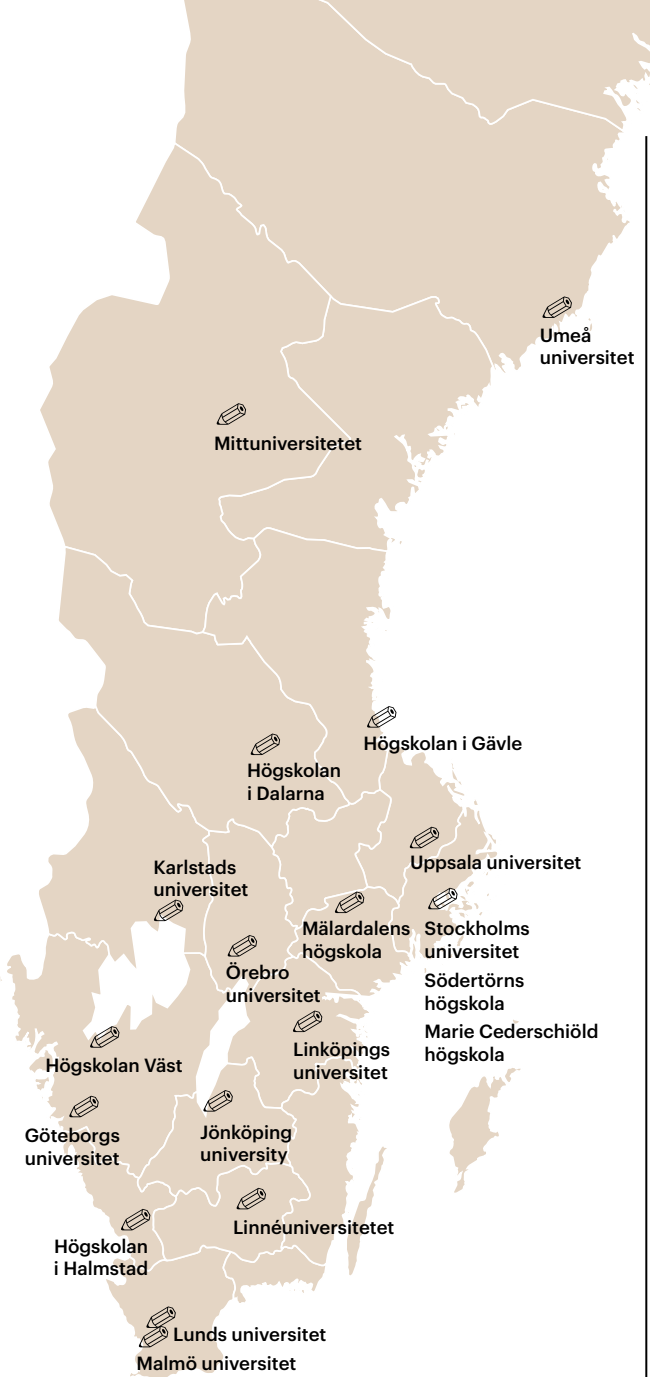 Umeå
universitet
Mittuniversitetet
Högskolan i Gävle
Högskolan
i Dalarna
Uppsala universitet
Karlstads
universitet
Mälardalens
högskola
Stockholms
universitet
Södertörns
högskola
Marie Cederschiöld
högskola
Örebro
universitet
Linköpings
universitet
Högskolan Väst
Göteborgs
universitet
Jönköping
university
Linnéuniversitetet
Högskolan
i Halmstad
Lunds universitet
Malmö universitet